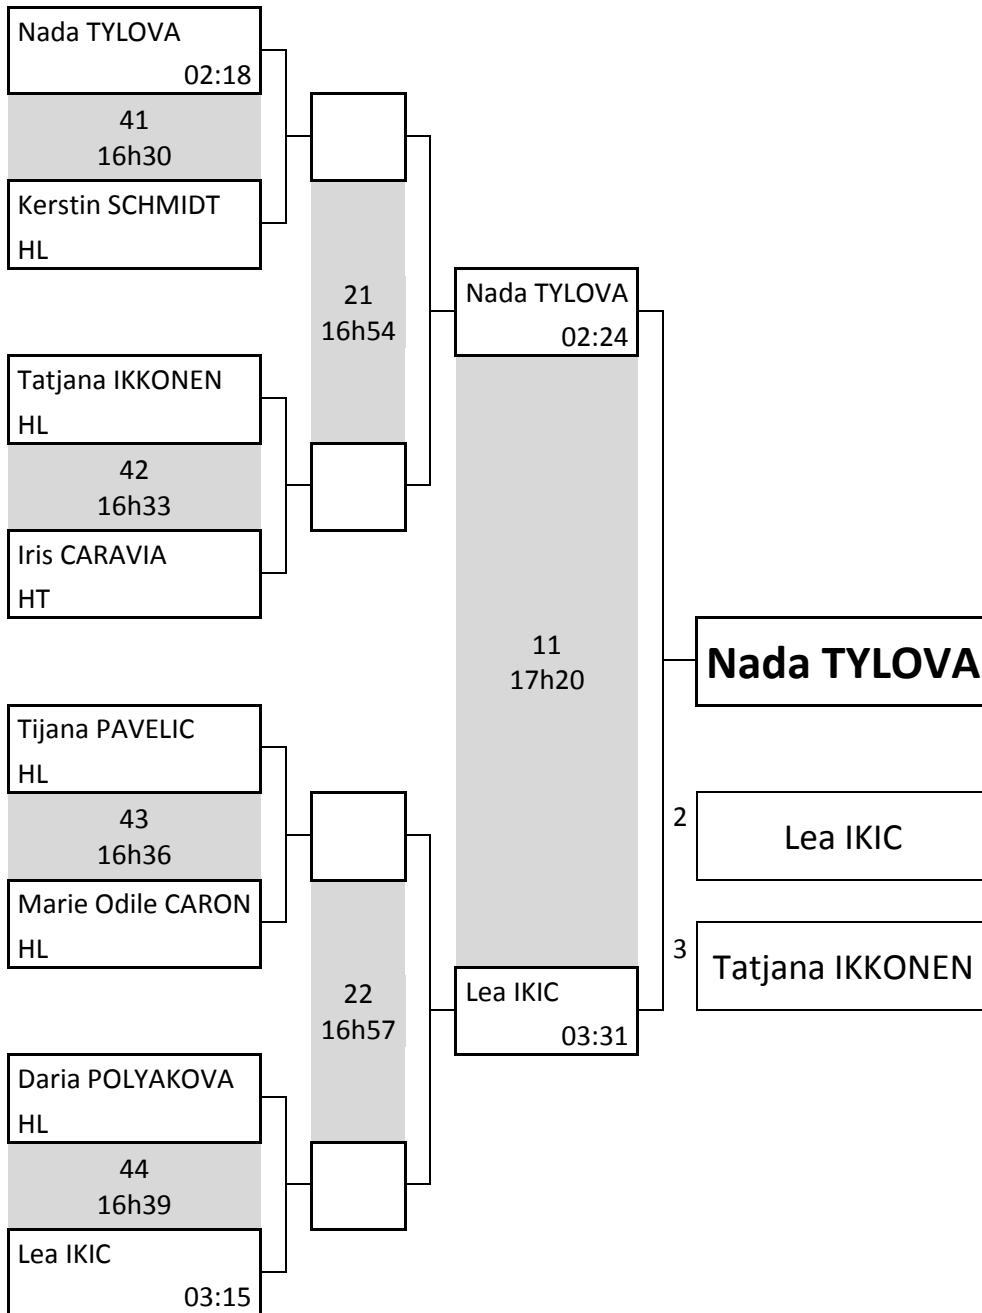 Nada TYLOVA
02:18
41
16h30
Kerstin SCHMIDT
HL
Tatjana IKKONEN
HL
42
16h33
Iris CARAVIA
HT
Tijana PAVELIC
HL
43
16h36
Marie Odile CARON
HL
Daria POLYAKOVA
HL
44
16h39
Lea IKIC
03:15
21
16h54
22
16h57
Nada TYLOVA
02:24
11
17h20
Lea IKIC
03:31
Nada TYLOVA
2
Lea IKIC
3
Tatjana IKKONEN